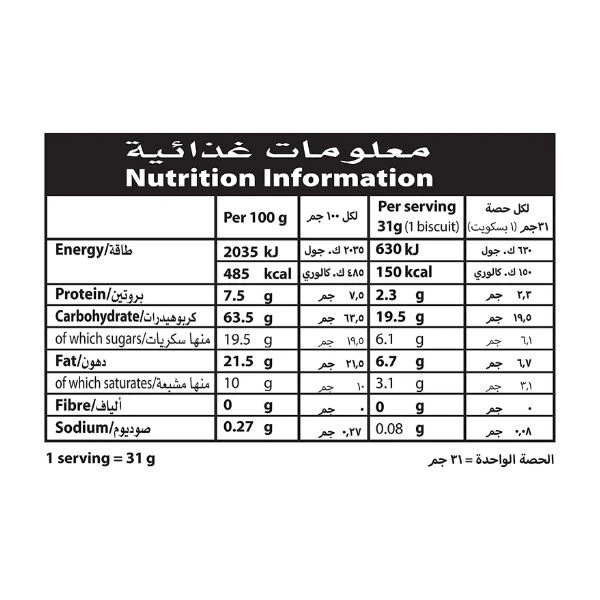 معلومات غذائية
Nutrition Information
Per 100 g لكل ١٠٠ جم Per serving 31g (1 biscuit) لكل حصة ٣١جم (١ بسكويت)
Energy/طاقة 2035 kJ ٢٠٣٥ ك. جول 630 kJ ٦٣٠ ك. جول
485 kcal ٤٨٥ ك. كالوري 150 kcal ١٥٠ ك. كالوري
Protein/بروتين 7.5 g ٧,٥ جم 2.3 g ٢,٣ جم
Carbohydrate/كربوهيدرات 63.5 g ٦٣,٥ جم 19.5 g ١٩,٥ جم
of which sugars/منها سكريات 19.5 g ١٩,٥ جم 6.1 g ٦,١ جم
Fat/دهون 21.5 g ٢١,٥ جم 6.7 g ٦,٧ جم
of which saturates/منها مشبعة 10 g ١٠ جم 3.1 g ٣,١ جم
Fibre/ألياف 0 g ٠ جم 0 g ٠ جم
Sodium/صوديوم 0.27 g ٠,٢٧ جم 0.08 g ٠,٠٨ جم
1 serving = 31 g الحصة الواحدة = ٣١ جم